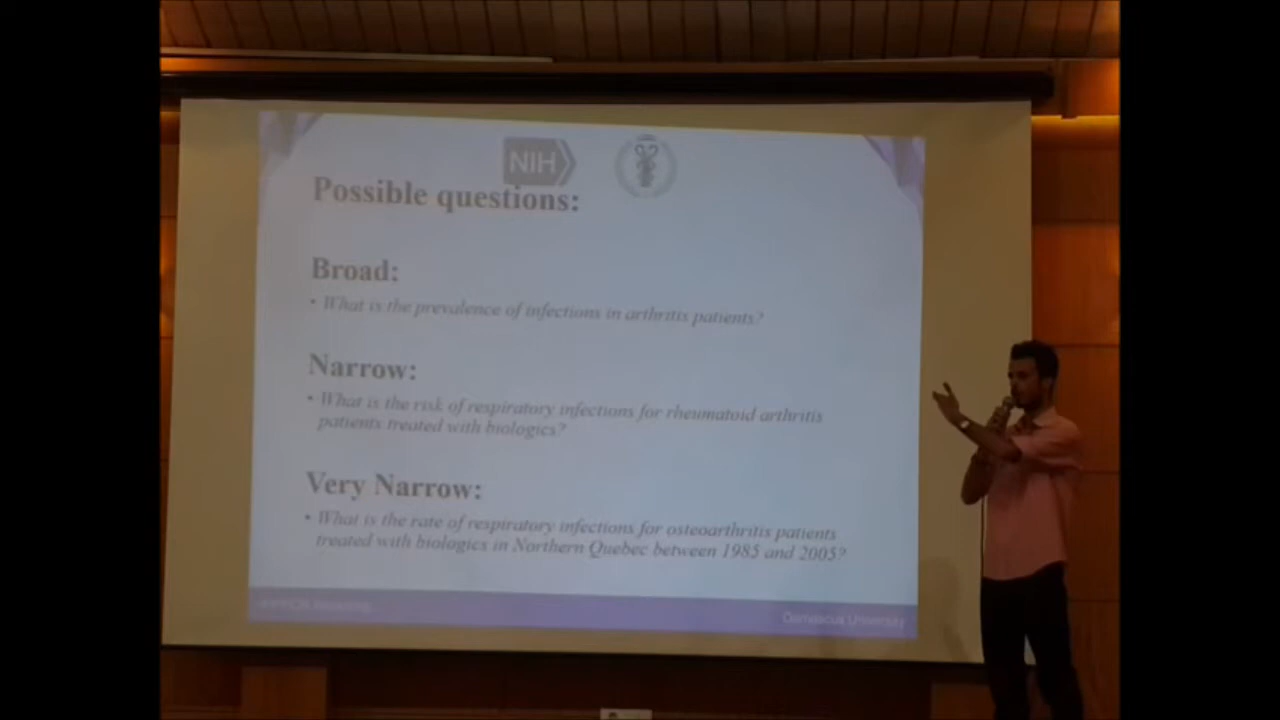 NIH
Possible questions:
Broad:
• What is the prevalence of infections in arthritis patients?
Narrow:
• What is the risk of respiratory infections for rheumatoid arthritis
patients treated with biologics?
Very Narrow:
• What is the rate of respiratory infections for osteoarthritis patients
treated with biologics in Northern Quebec between 1985 and 2005?
Damascus University